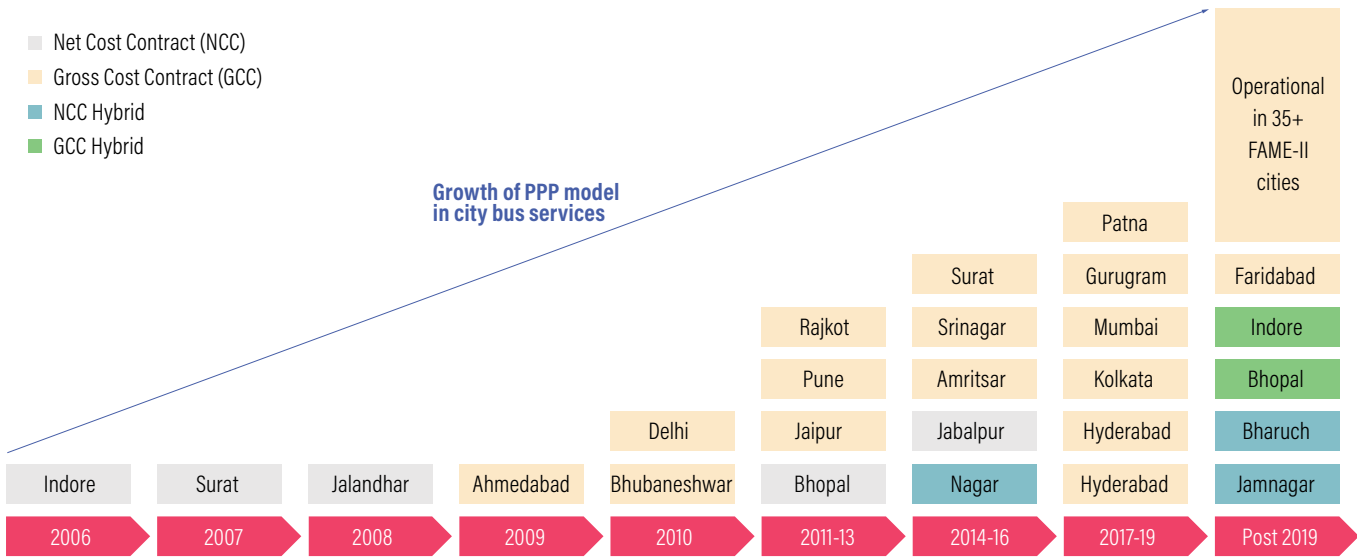 Net Cost Contract (NCC)
Gross Cost Contract (GCC)
NCC Hybrid
GCC Hybrid
Growth of PPP model
in city bus services
Operational
in 35+
FAME-II
cities
Patna
Surat
Gurugram
Faridabad
Rajkot
Srinagar
Mumbai
Indore
Pune
Amritsar
Kolkata
Bhopal
Delhi
Jaipur
Jabalpur
Hyderabad
Bharuch
Indore
Surat
Jalandhar
Ahmedabad
Bhubaneshwar
Bhopal
Nagar
Hyderabad
Jamnagar
2006
2007
2008
2009
2010
2011-13
2014-16
2017-19
Post 2019